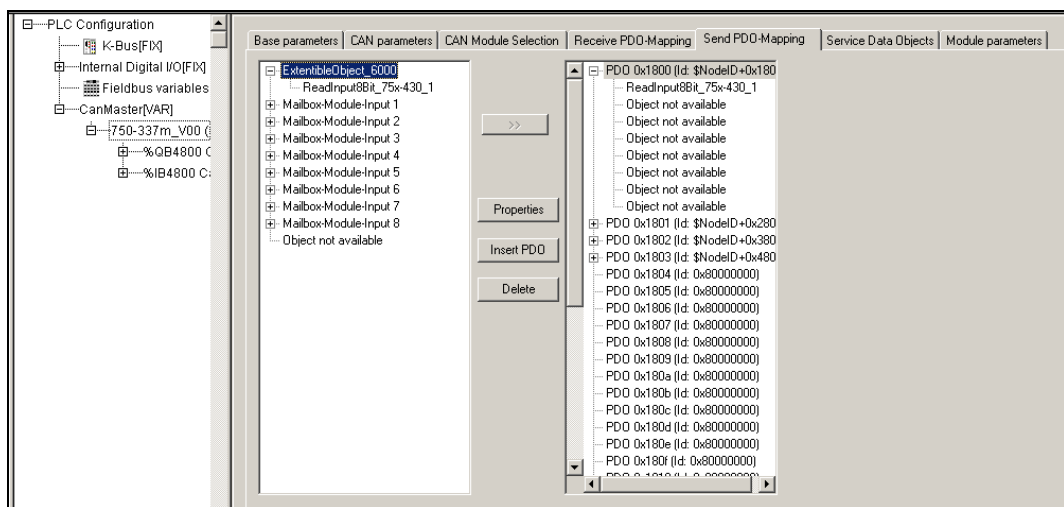 PLC Configuration
K-Bus[FIX]
Internal Digital I/O[FIX]
Fieldbus variables
CanMaster[VAR]
750-337m_V00 (
%QB4800 C
%IB4800 Ca
Base parameters
CAN parameters
CAN Module Selection
Receive PDO-Mapping
Send PDO-Mapping
Service Data Objects
Module parameters
ExtentibleObject_6000
ReadInput8Bit_75x-430_1
Mailbox-Module-Input 1
Mailbox-Module-Input 2
Mailbox-Module-Input 3
Mailbox-Module-Input 4
Mailbox-Module-Input 5
Mailbox-Module-Input 6
Mailbox-Module-Input 7
Mailbox-Module-Input 8
Object not available
>>
Properties
Insert PDO
Delete
PDO 0x1800 (Id: $NodeID+0x180
ReadInput8Bit_75x-430_1
Object not available
Object not available
Object not available
Object not available
Object not available
Object not available
Object not available
PDO 0x1801 (Id: $NodeID+0x280
PDO 0x1802 (Id: $NodeID+0x380
PDO 0x1803 (Id: $NodeID+0x480
PDO 0x1804 (Id: 0x80000000)
PDO 0x1805 (Id: 0x80000000)
PDO 0x1806 (Id: 0x80000000)
PDO 0x1807 (Id: 0x80000000)
PDO 0x1808 (Id: 0x80000000)
PDO 0x1809 (Id: 0x80000000)
PDO 0x180a (Id: 0x80000000)
PDO 0x180b (Id: 0x80000000)
PDO 0x180c (Id: 0x80000000)
PDO 0x180d (Id: 0x80000000)
PDO 0x180e (Id: 0x80000000)
PDO 0x180f (Id: 0x80000000)